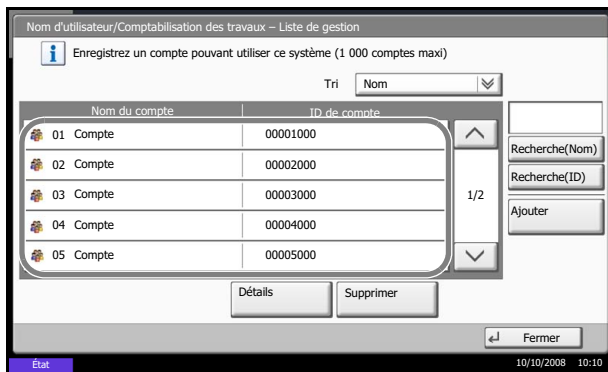 Nom d'utilisateur/Comptabilisation des travaux – Liste de gestion
Enregistrez un compte pouvant utiliser ce système (1 000 comptes maxi)
Tri Nom
Nom du compte ID de compte
01 Compte 00001000
02 Compte 00002000
03 Compte 00003000
04 Compte 00004000
05 Compte 00005000
1/2
Recherche(Nom)
Recherche(ID)
Ajouter
Détails Supprimer
Fermer
État 10/10/2008 10:10